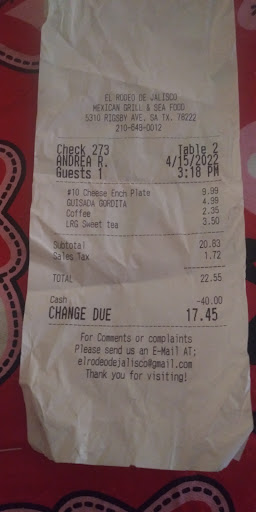 EL RODEO DE JALISCO
MEXICAN GRILL & SEA FOOD
5310 RIGSBY AVE, SA TX. 78222
210-648-0012
Check 273 Table 2
ANDREA R. 4/15/2022
Guests 1 3:18 PM
#10 Cheese Ench Plate 9.99
GUISADA GORDITA 4.99
Coffee 2.35
LRG Sweet tea 3.50
Subtotal 20.83
Sales Tax 1.72
TOTAL 22.55
Cash -40.00
CHANGE DUE 17.45
For Comments or complaints
Please send us an E-Mail AT;
elrodeodejalisco@gmail.com
Thank you for visiting!